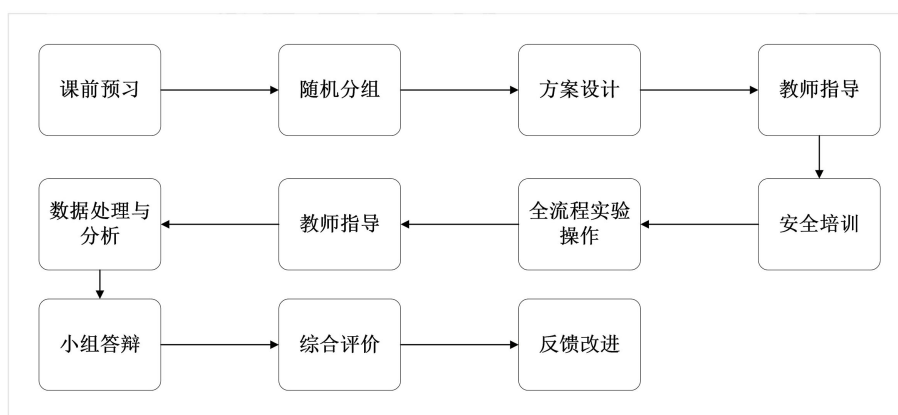 课前预习
随机分组
方案设计
教师指导
安全培训
全流程实验
操作
教师指导
数据处理与
分析
小组答辩
综合评价
反馈改进